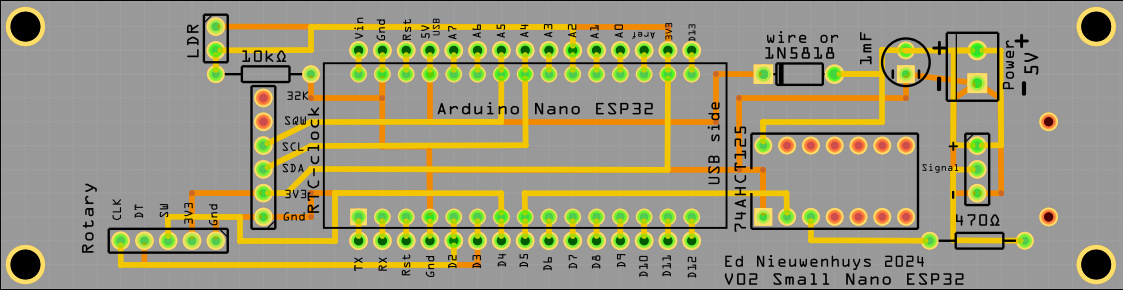 LDR
10kΩ
Vin Gnd Rst 5V USB A7 A6 A5 A4 A3 A2 A1 A0 Aref 3V3 D13
Arduino Nano ESP32
USB side
RTC-clock
32K
SQW
SCL
SDA
3V3
Gnd
Rotary
CLK DT SW 3V3 Gnd
TX RX Rst Gnd D2 D3 D4 D5 D6 D7 D8 D9 D10 D11 D12
wire or
1N5818
1mF
-
-
+
-
Power
+
5V
-
74AHCT125
+
Signal
-
470Ω
Ed Nieuwenhuys 2024
V02 Small Nano ESP32